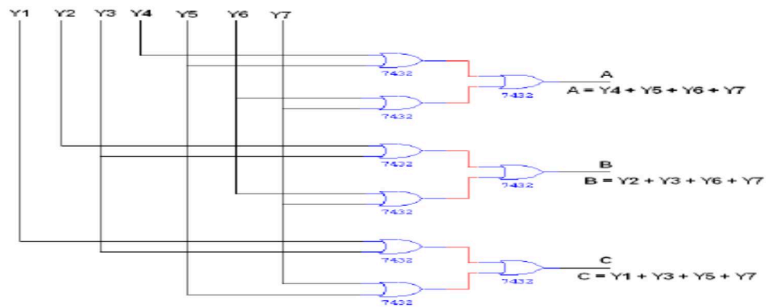 Y1 Y2 Y3 Y4 Y5 Y6 Y7
7432
7432
7432
A
A = Y4 + Y5 + Y6 + Y7
7432
7432
7432
B
B = Y2 + Y3 + Y6 + Y7
7432
7432
7432
C
C = Y1 + Y3 + Y5 + Y7